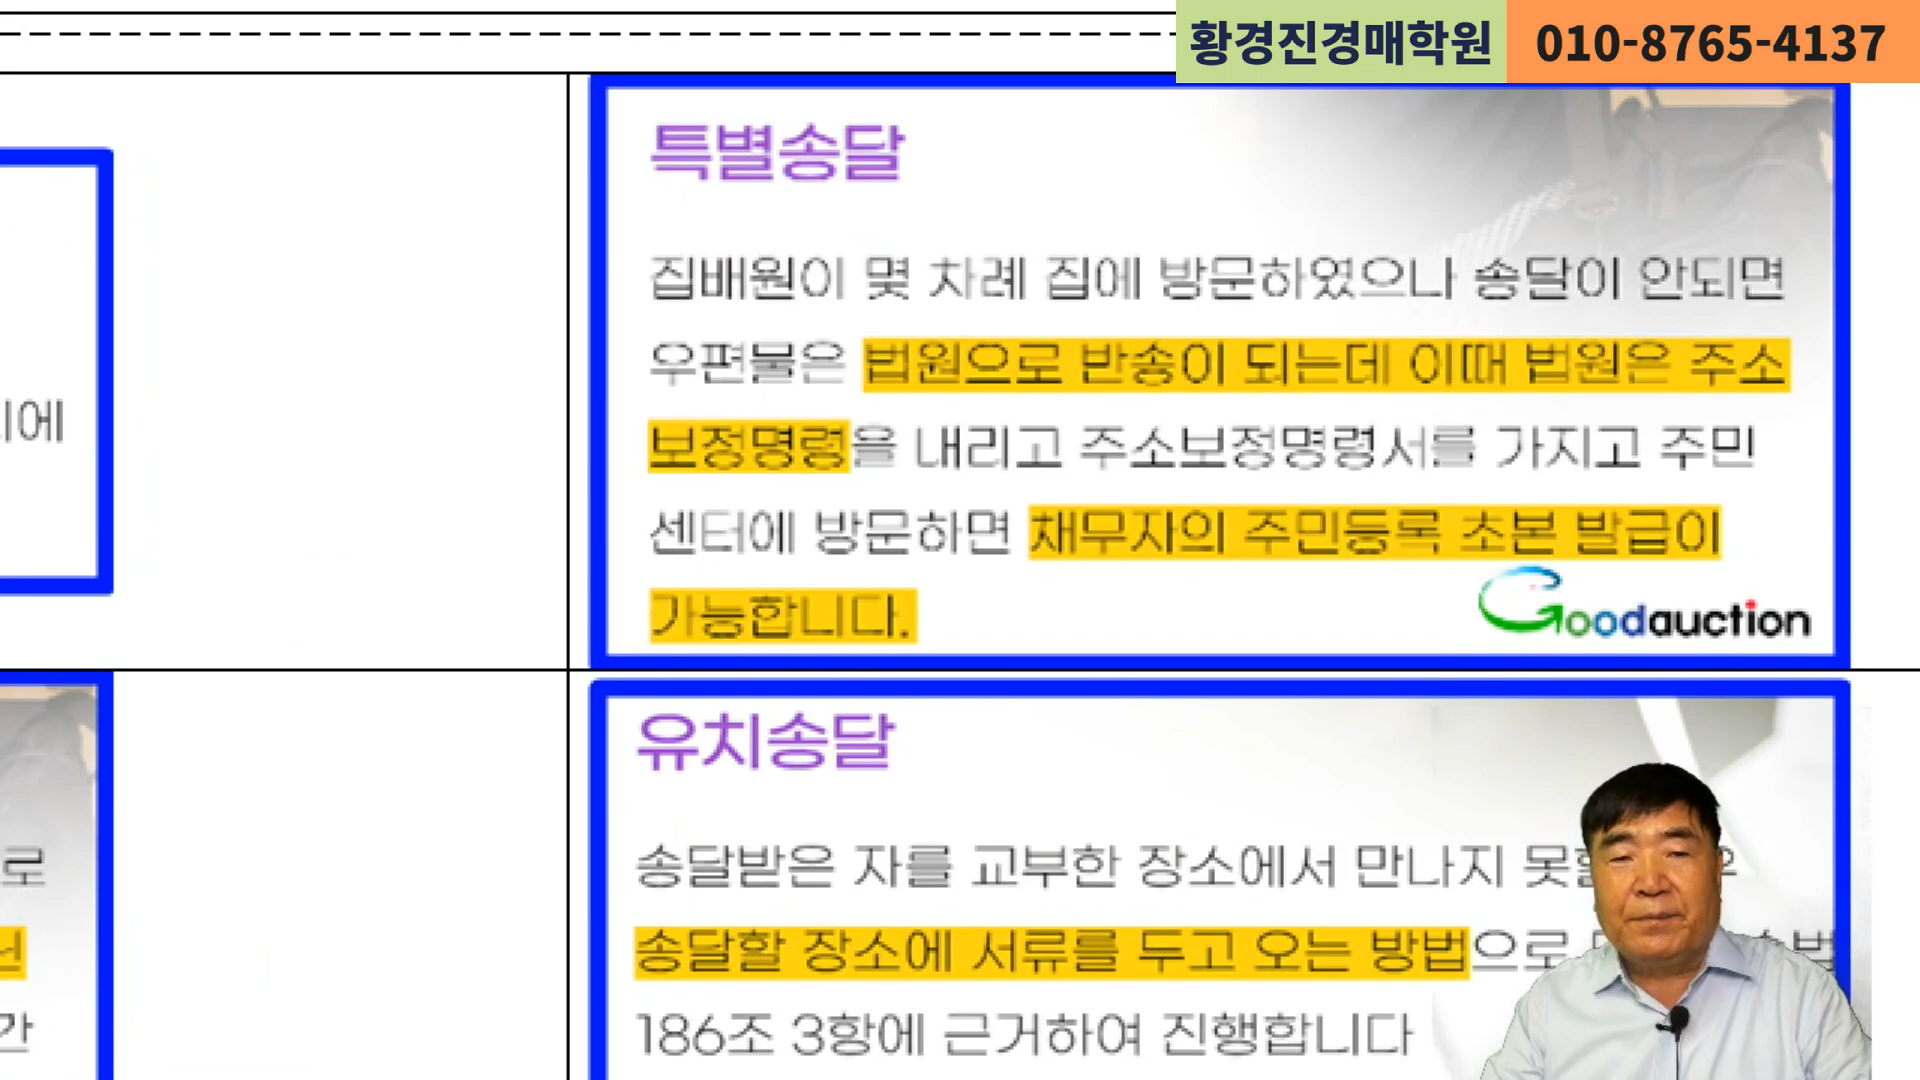 황경진경매학원 010-8765-4137
특별송달
집배원이 몇 차례 집에 방문하였으나 송달이 안되면
우편물은 법원으로 반송이 되는데 이때 법원은 주소
보정명령을 내리고 주소보정명령서를 가지고 주민
센터에 방문하면 채무자의 주민등록 초본 발급이
가능합니다.
Goodauction
에
로
간
유치송달
송달받은 자를 교부한 장소에서 만나지 못
송달할 장소에 서류를 두고 오는 방법으로
186조 3항에 근거하여 진행합니다